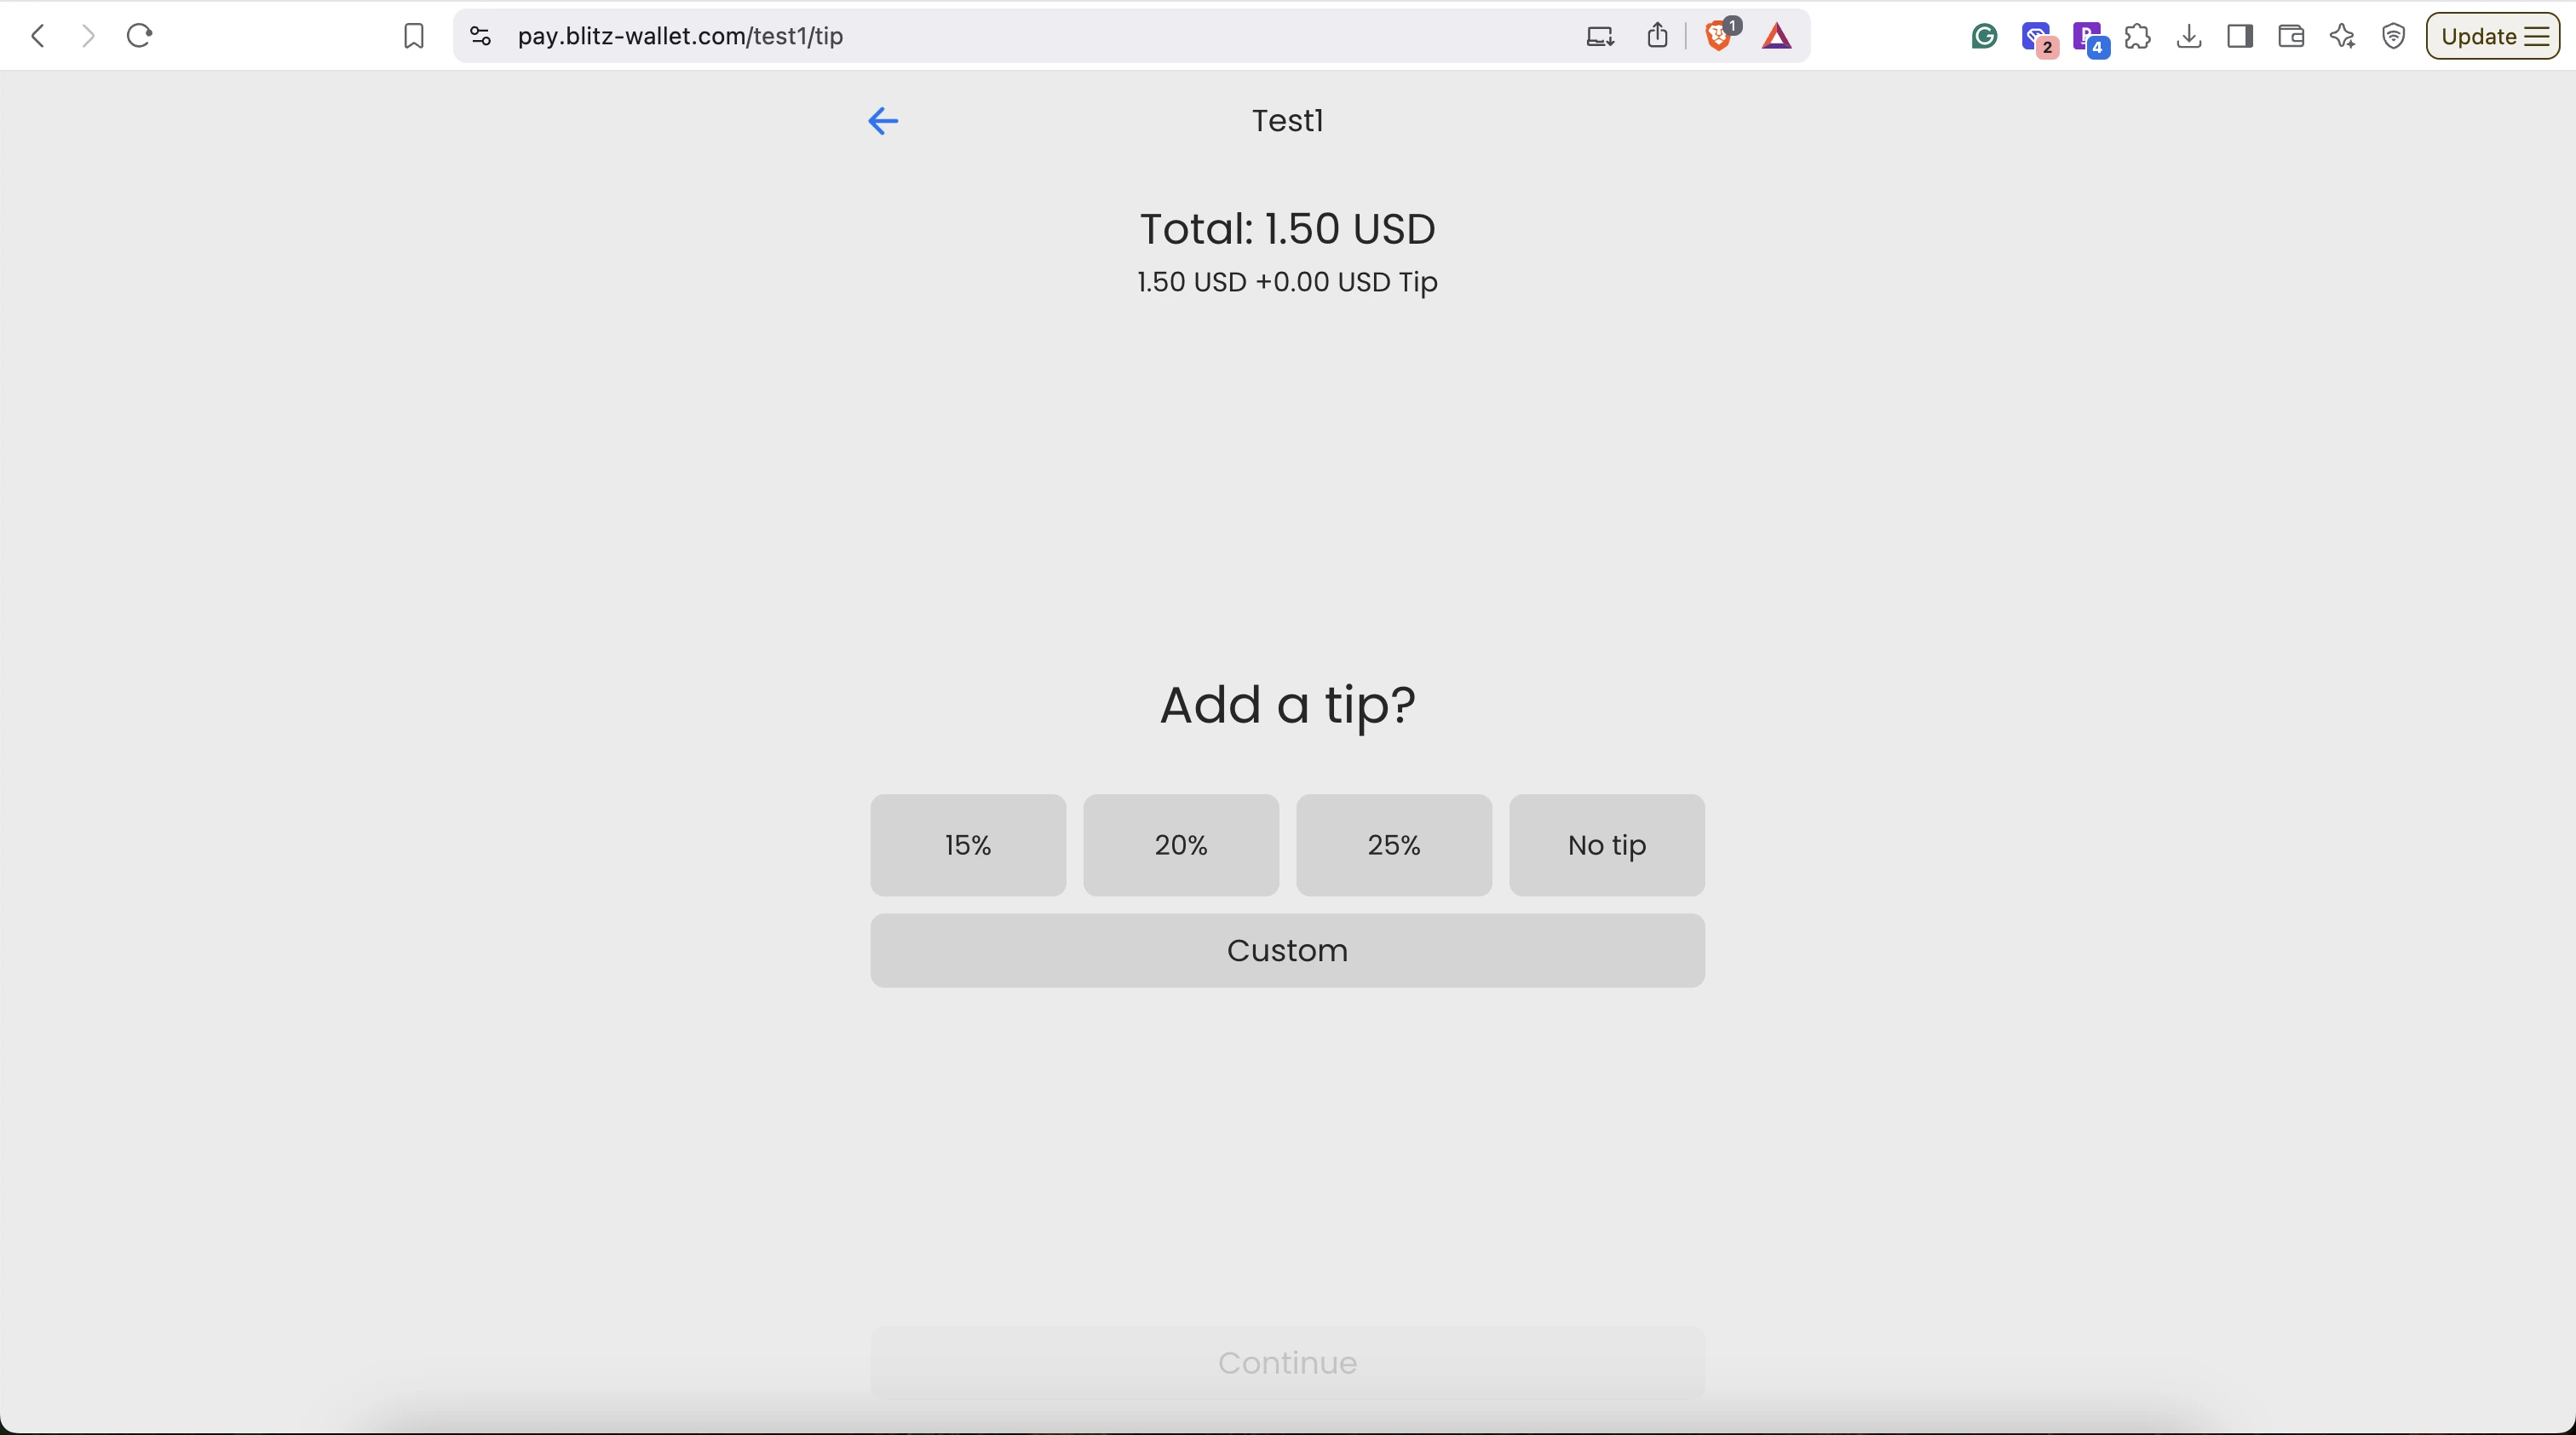 pay.blitz-wallet.com/test1/tip
1
2
4
Update
Test1
Total: 1.50 USD
1.50 USD +0.00 USD Tip
Add a tip?
15%
20%
25%
No tip
Custom
Continue